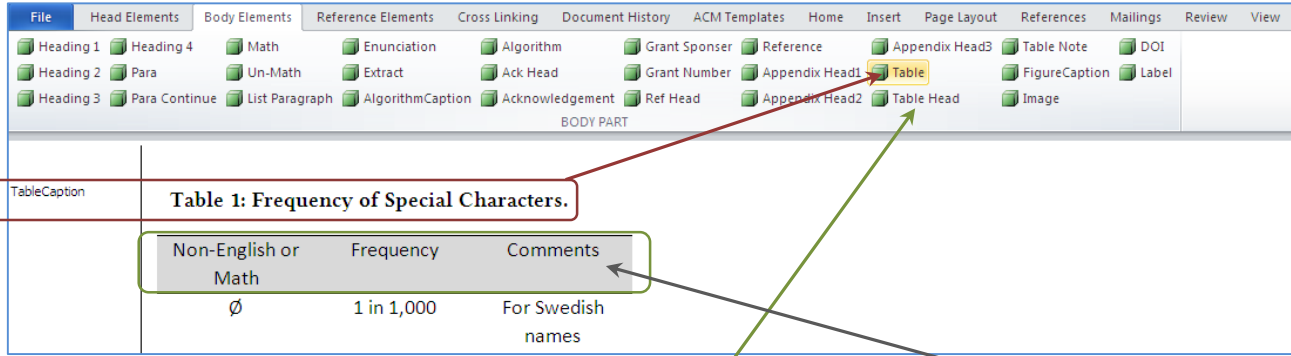 File Head Elements Body Elements Reference Elements Cross Linking Document History ACM Templates Home Insert Page Layout References Mailings Review View
Heading 1 Heading 4 Math Enunciation Algorithm Grant Sponser Reference Appendix Head3 Table Note DOI
Heading 2 Para Un-Math Extract Ack Head Grant Number Appendix Head1 Table FigureCaption Label
Heading 3 Para Continue List Paragraph AlgorithmCaption Acknowledgement Ref Head Appendix Head2 Table Head Image
BODY PART
TableCaption
Table 1: Frequency of Special Characters.
Non-English or Frequency Comments
Math
Ø 1 in 1,000 For Swedish
names